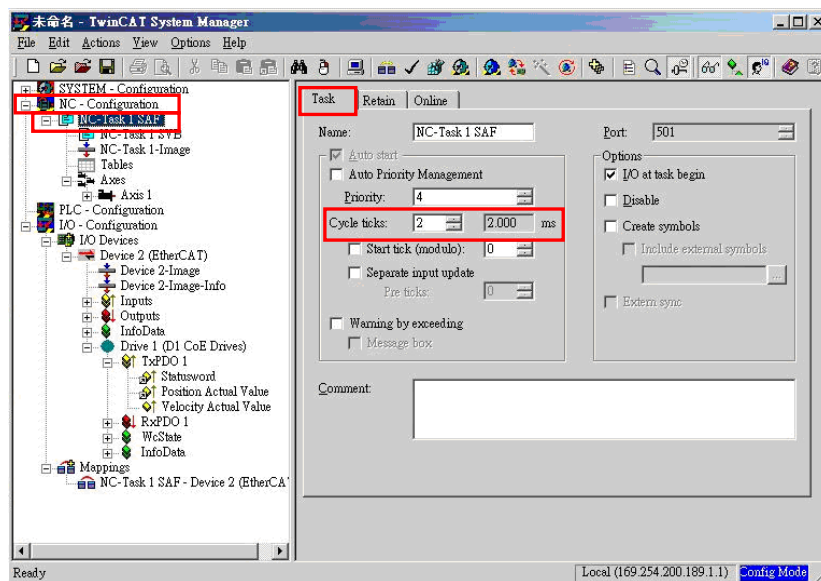 未命名 - TwinCAT System Manager
File Edit Actions View Options Help
SYSTEM - Configuration
NC - Configuration
NC-Task 1 SAF
NC-Task 1 SVB
NC-Task 1-Image
Tables
Axes
Axis 1
PLC - Configuration
I/O - Configuration
I/O Devices
Device 2 (EtherCAT)
Device 2-Image
Device 2-Image-Info
Inputs
Outputs
InfoData
Drive 1 (D1 CoE Drives)
TxPDO 1
Statusword
Position Actual Value
Velocity Actual Value
RxPDO 1
WcState
InfoData
Mappings
NC-Task 1 SAF - Device 2 (EtherCA
Task Retain Online
Name: NC-Task 1 SAF
Auto start
Auto Priority Management
Priority: 4
Cycle ticks: 2 2.000 ms
Start tick (modulo): 0
Separate input update
Pre ticks: 0
Warning by exceeding
Message box
Port: 501
Options
I/O at task begin
Disable
Create symbols
Include external symbols
...
Extern sync
Comment:
Ready
Local (169.254.200.189.1.1) Config Mode